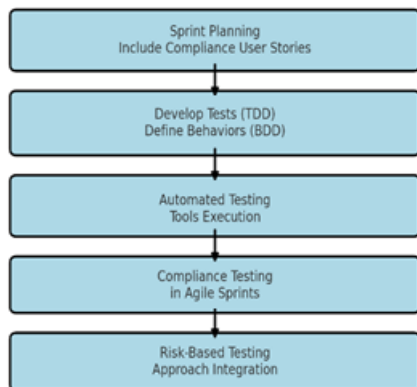 Sprint Planning
Include Compliance User Stories
Develop Tests (TDD)
Define Behaviors (BDD)
Automated Testing
Tools Execution
Compliance Testing
in Agile Sprints
Risk-Based Testing
Approach Integration